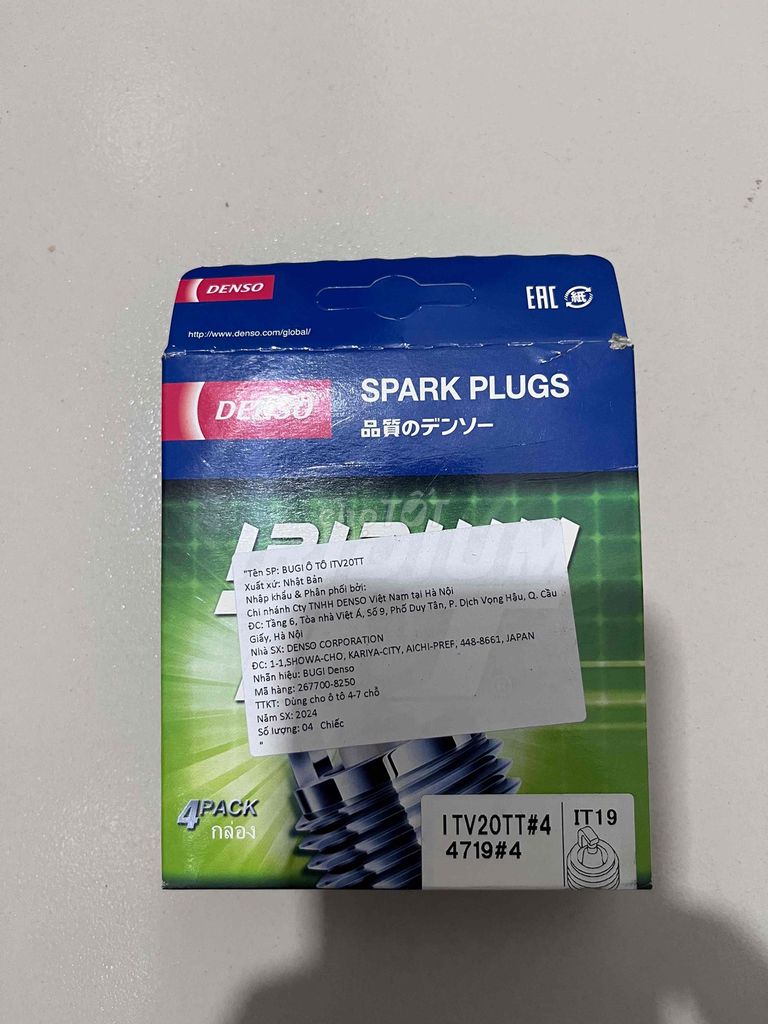 DENSO
EAC 紙
http://www.denso.com/global/
DENSO
SPARK PLUGS
品質のデンソー
choTỐT
IRIDIUM
"Tên SP: BUGI Ô TÔ ITV20TT
Xuất xứ: Nhật Bản
Nhập khẩu & Phân phối bởi:
Chi nhánh Cty TNHH DENSO Việt Nam tại Hà Nội
ĐC: Tầng 6, Tòa nhà Việt Á, Số 9, Phố Duy Tân, P. Dịch Vọng Hậu, Q. Cầu
Giấy, Hà Nội
Nhà SX: DENSO CORPORATION
ĐC: 1-1,SHOWA-CHO, KARIYA-CITY, AICHI-PREF, 448-8661, JAPAN
Nhãn hiệu: BUGI Denso
Mã hàng: 267700-8250
TTKT: Dùng cho ô tô 4-7 chỗ
Năm SX: 2024
Số lượng: 04 Chiếc
"
4PACK
กล่อง
ITV20TT#4
4719#4
IT19